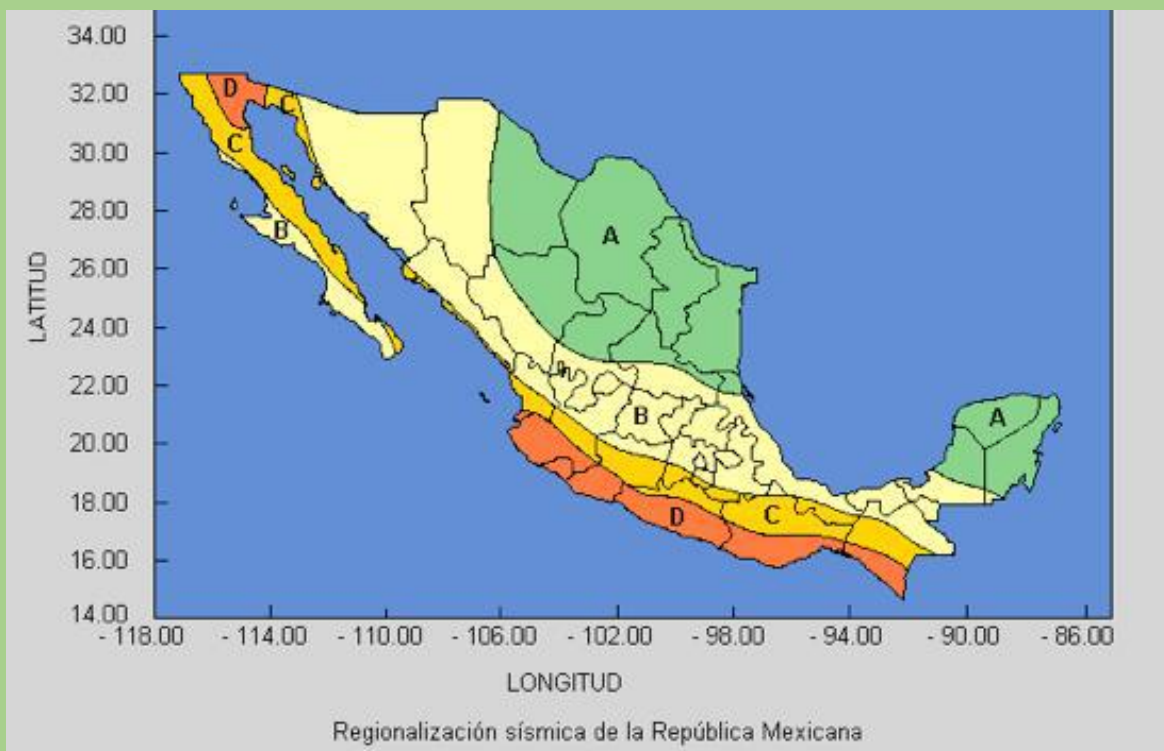 34.00
32.00
30.00
28.00
26.00
24.00
22.00
20.00
18.00
16.00
14.00
LATITUD
D
C
C
B
A
B
A
D
C
- 118.00 - 114.00 - 110.00 - 106.00 - 102.00 - 98.00 - 94.00 - 90.00 - 86.00
LONGITUD
Regionalización sísmica de la República Mexicana